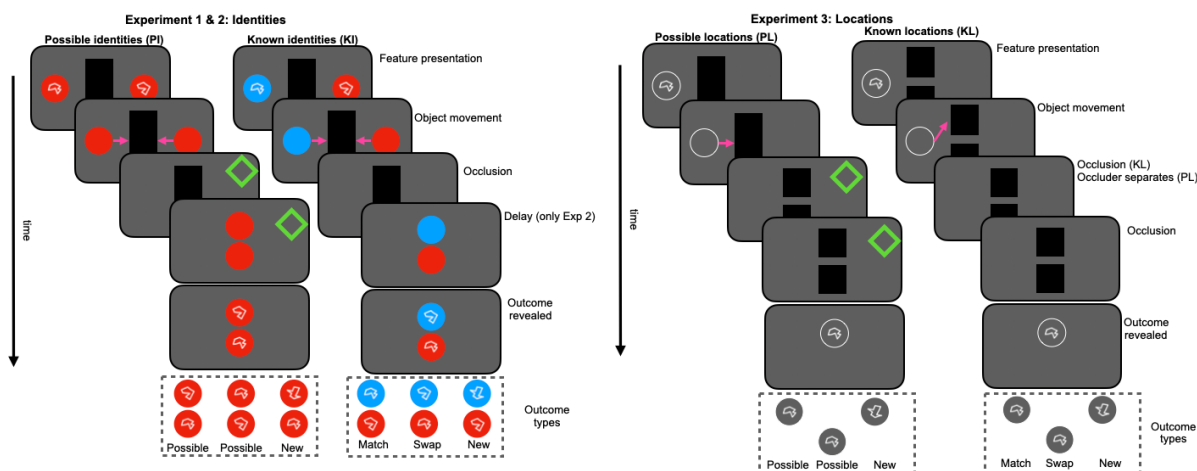 Experiment 1 & 2: Identities
Possible identities (PI)
Known identities (KI)
Feature presentation
Object movement
Occlusion
Delay (only Exp 2)
Outcome
revealed
time
Possible
Possible
New
Match
Swap
New
Outcome
types
Experiment 3: Locations
Possible locations (PL)
Known locations (KL)
Feature presentation
Object movement
Occlusion (KL)
Occluder separates (PL)
Occlusion
Outcome
revealed
time
Possible
Possible
New
Match
Swap
New
Outcome
types